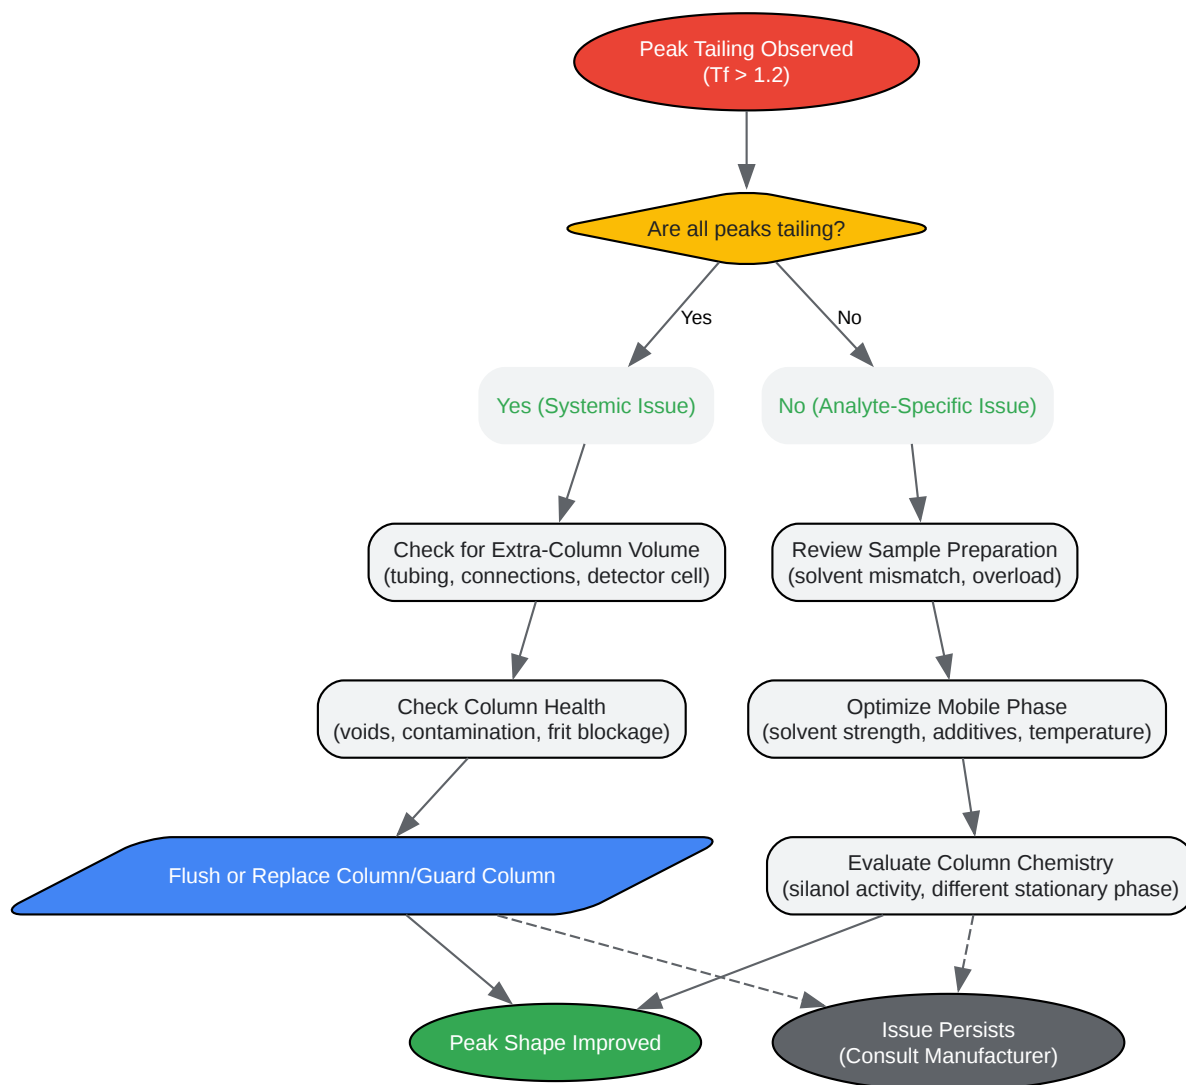 Peak Tailing Observed
(Tf > 1.2)
Are all peaks tailing?
Yes
No
Yes (Systemic Issue)
No (Analyte-Specific Issue)
Check for Extra-Column Volume
(tubing, connections, detector cell)
Review Sample Preparation
(solvent mismatch, overload)
Check Column Health
(voids, contamination, frit blockage)
Optimize Mobile Phase
(solvent strength, additives, temperature)
Flush or Replace Column/Guard Column
Evaluate Column Chemistry
(silanol activity, different stationary phase)
Peak Shape Improved
Issue Persists
(Consult Manufacturer)